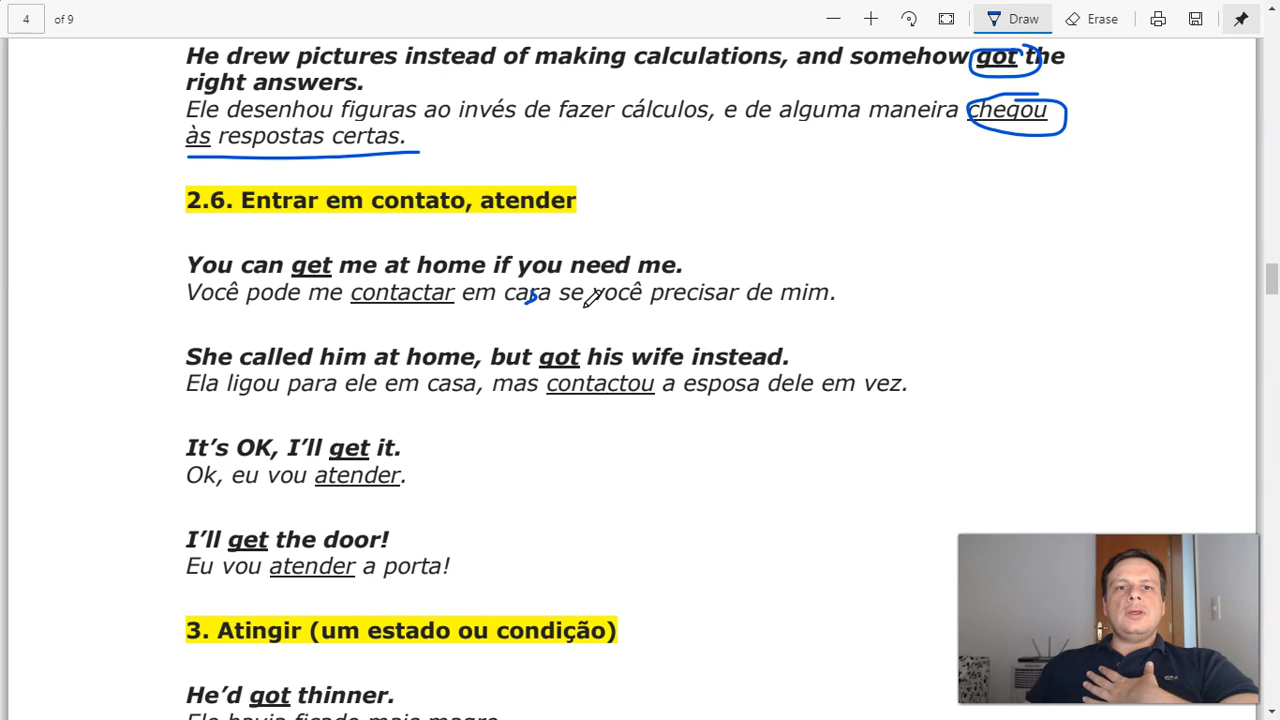 4 of 9
Draw
Erase
He drew pictures instead of making calculations, and somehow got the
right answers.
Ele desenhou figuras ao invés de fazer cálculos, e de alguma maneira chegou
às respostas certas.
2.6. Entrar em contato, atender
You can get me at home if you need me.
Você pode me contactar em casa se você precisar de mim.
She called him at home, but got his wife instead.
Ela ligou para ele em casa, mas contactou a esposa dele em vez.
It’s OK, I’ll get it.
Ok, eu vou atender.
I’ll get the door!
Eu vou atender a porta!
3. Atingir (um estado ou condição)
He’d got thinner.
Ele havia ficado mais magro